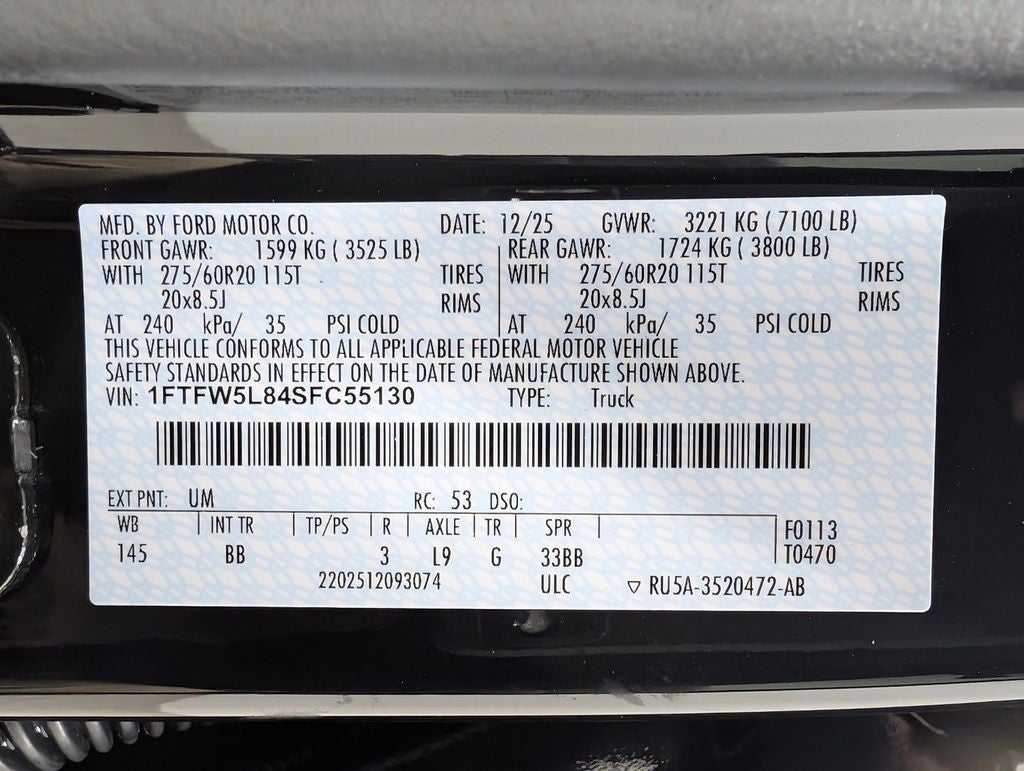 MFD. BY FORD MOTOR CO. DATE: 12/25 GVWR: 3221 KG ( 7100 LB)
FRONT GAWR: 1599 KG ( 3525 LB) REAR GAWR: 1724 KG ( 3800 LB)
WITH 275/60R20 115T TIRES WITH 275/60R20 115T TIRES
20x8.5J RIMS 20x8.5J RIMS
AT 240 kPa/ 35 PSI COLD AT 240 kPa/ 35 PSI COLD
THIS VEHICLE CONFORMS TO ALL APPLICABLE FEDERAL MOTOR VEHICLE
SAFETY STANDARDS IN EFFECT ON THE DATE OF MANUFACTURE SHOWN ABOVE.
VIN: 1FTFW5L84SFC55130 TYPE: Truck
EXT PNT: UM RC: 53 DSO:
WB INT TR TP/PS R AXLE TR SPR F0113
145 BB 3 L9 G 33BB T0470
2202512093074 ULC ▽ RU5A-3520472-AB